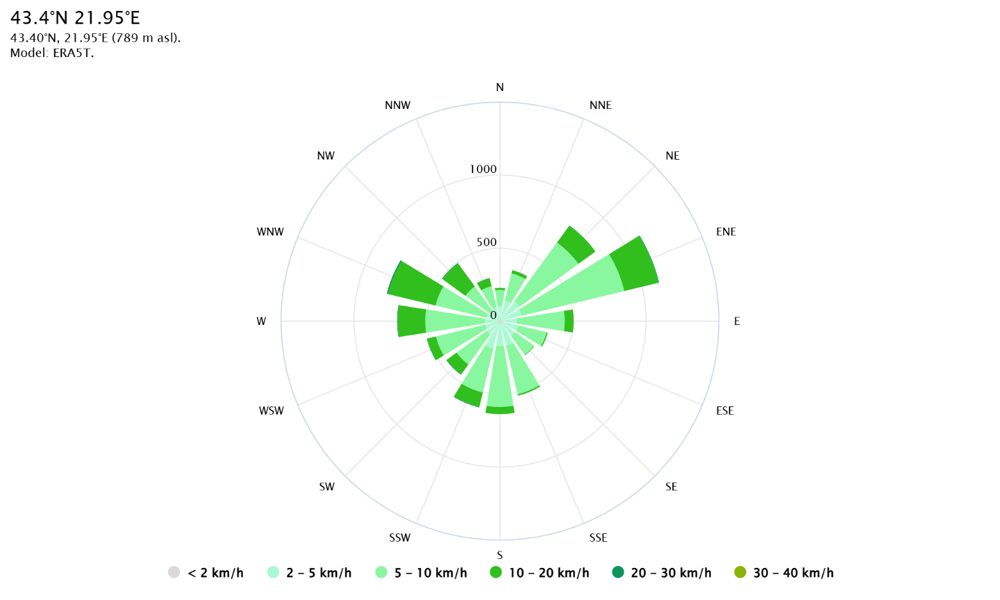 43.4°N 21.95°E
43.40°N, 21.95°E (789 m asl).
Model: ERA5T.
N
NNW
NNE
NW
NE
1000
WNW
ENE
500
0
W
E
WSW
ESE
SW
SE
SSW
SSE
S
< 2 km/h
2 – 5 km/h
5 – 10 km/h
10 – 20 km/h
20 – 30 km/h
30 – 40 km/h